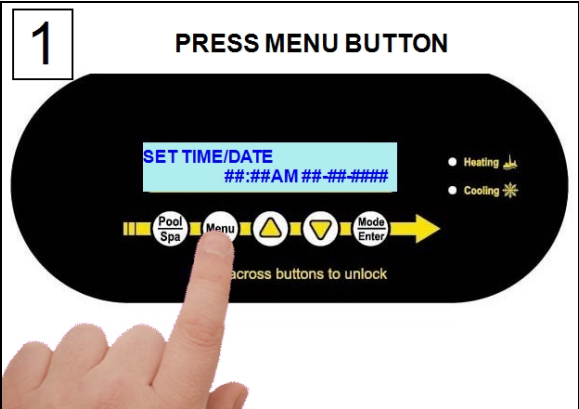 1
PRESS MENU BUTTON
SET TIME/DATE
##:##AM ##-##-####
Heating
Cooling
Pool
Spa
Menu
Mode
Enter
across buttons to unlock